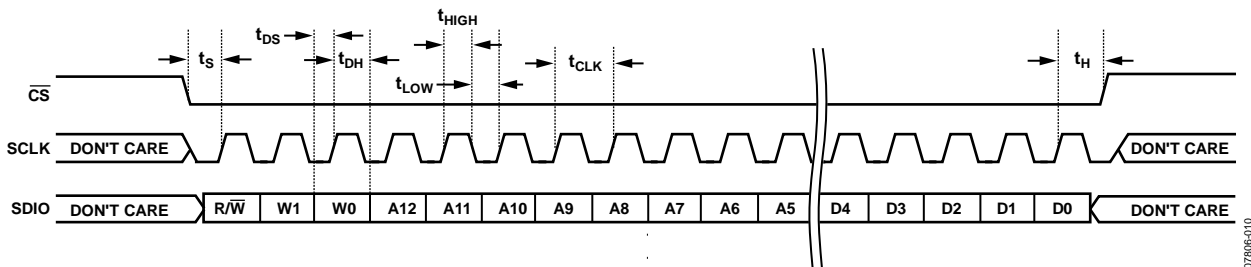 tHIGH
tDS
tS
tDH
tCLK
tH
tLOW
CS
SCLK DON'T CARE DON'T CARE
SDIO DON'T CARE R/W W1 W0 A12 A11 A10 A9 A8 A7 A6 A5 D4 D3 D2 D1 D0 DON'T CARE
07806-010